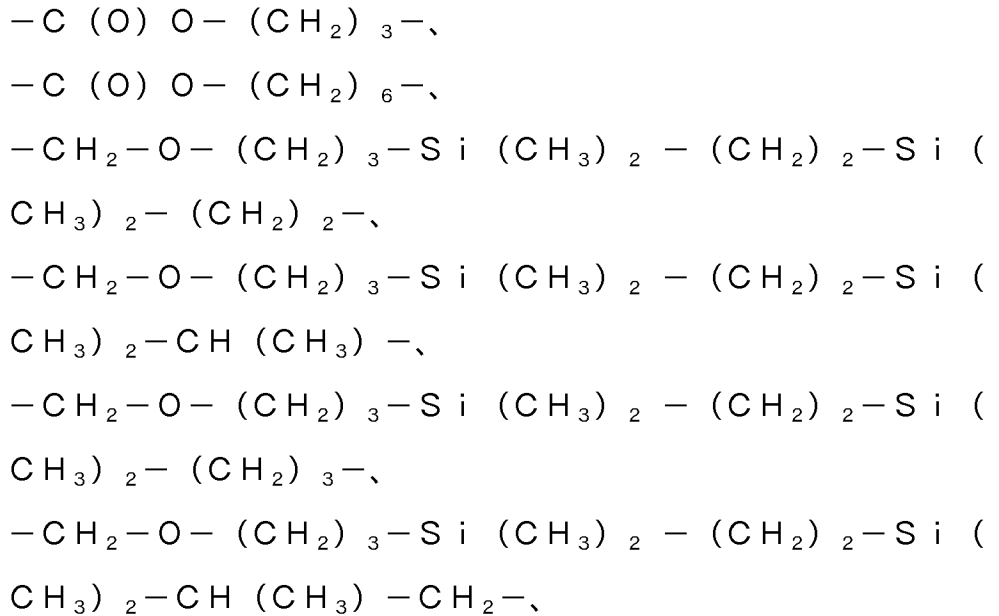 －Ｃ（Ｏ）Ｏ－（ＣＨ₂）₃－、
－Ｃ（Ｏ）Ｏ－（ＣＨ₂）₆－、
－ＣＨ₂－Ｏ－（ＣＨ₂）₃－Ｓｉ（ＣＨ₃）₂－（ＣＨ₂）₂－Ｓｉ（
ＣＨ₃）₂－（ＣＨ₂）₂－、
－ＣＨ₂－Ｏ－（ＣＨ₂）₃－Ｓｉ（ＣＨ₃）₂－（ＣＨ₂）₂－Ｓｉ（
ＣＨ₃）₂－ＣＨ（ＣＨ₃）－、
－ＣＨ₂－Ｏ－（ＣＨ₂）₃－Ｓｉ（ＣＨ₃）₂－（ＣＨ₂）₂－Ｓｉ（
ＣＨ₃）₂－（ＣＨ₂）₃－、
－ＣＨ₂－Ｏ－（ＣＨ₂）₃－Ｓｉ（ＣＨ₃）₂－（ＣＨ₂）₂－Ｓｉ（
ＣＨ₃）₂－ＣＨ（ＣＨ₃）－ＣＨ₂－、